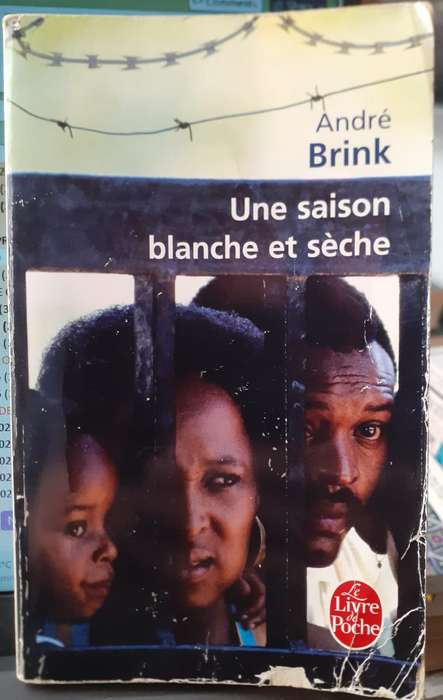 André
Brink
Une saison
blanche et sèche
Le
Livre
de
Poche